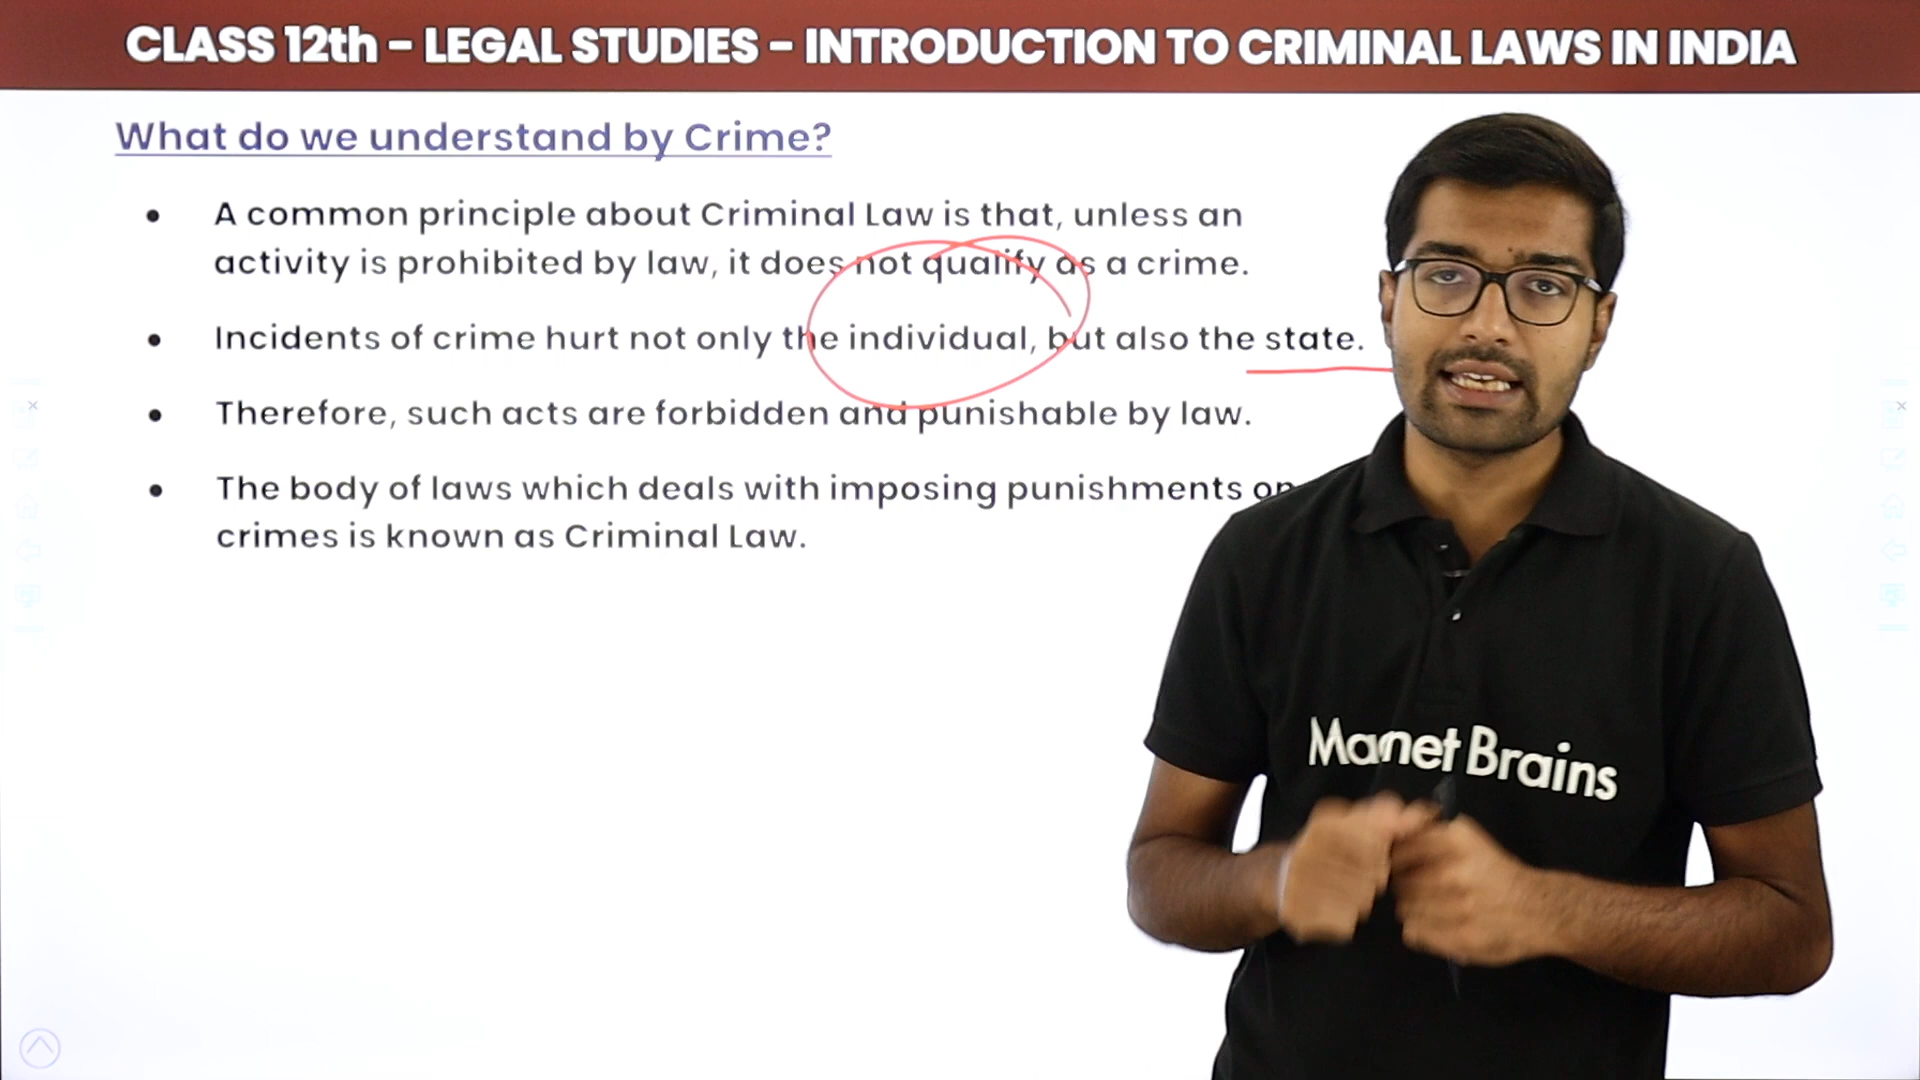 CLASS 12th - LEGAL STUDIES - INTRODUCTION TO CRIMINAL LAWS IN INDIA
What do we understand by Crime?
• A common principle about Criminal Law is that, unless an
activity is prohibited by law, it does not qualify as a crime.
• Incidents of crime hurt not only the individual, but also the state.
• Therefore, such acts are forbidden and punishable by law.
• The body of laws which deals with imposing punishments on
crimes is known as Criminal Law.
Brains